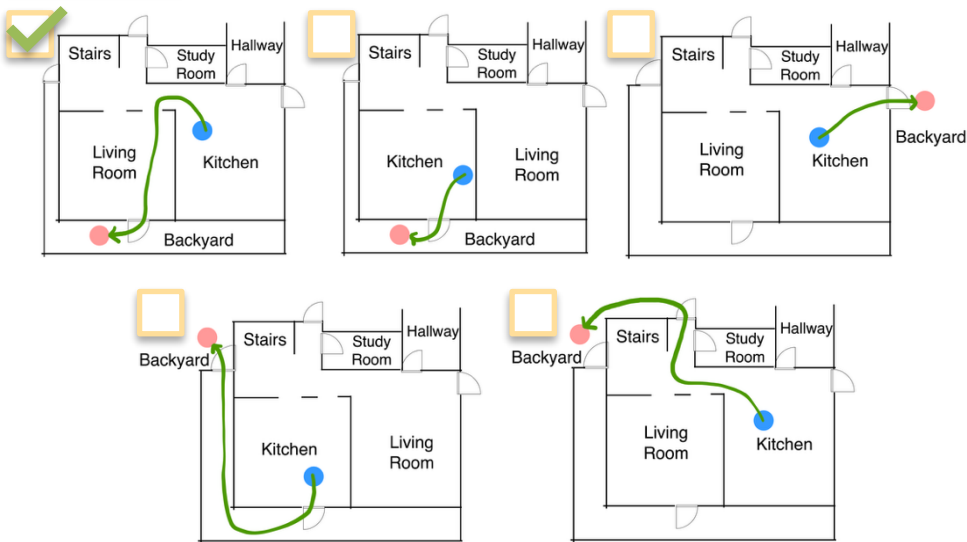 Stairs
Study
Room
Hallway
Living
Room
Kitchen
Backyard
Stairs
Study
Room
Hallway
Kitchen
Living
Room
Backyard
Stairs
Study
Room
Hallway
Living
Room
Kitchen
Backyard
Backyard
Stairs
Study
Room
Hallway
Kitchen
Living
Room
Backyard
Stairs
Study
Room
Hallway
Living
Room
Kitchen